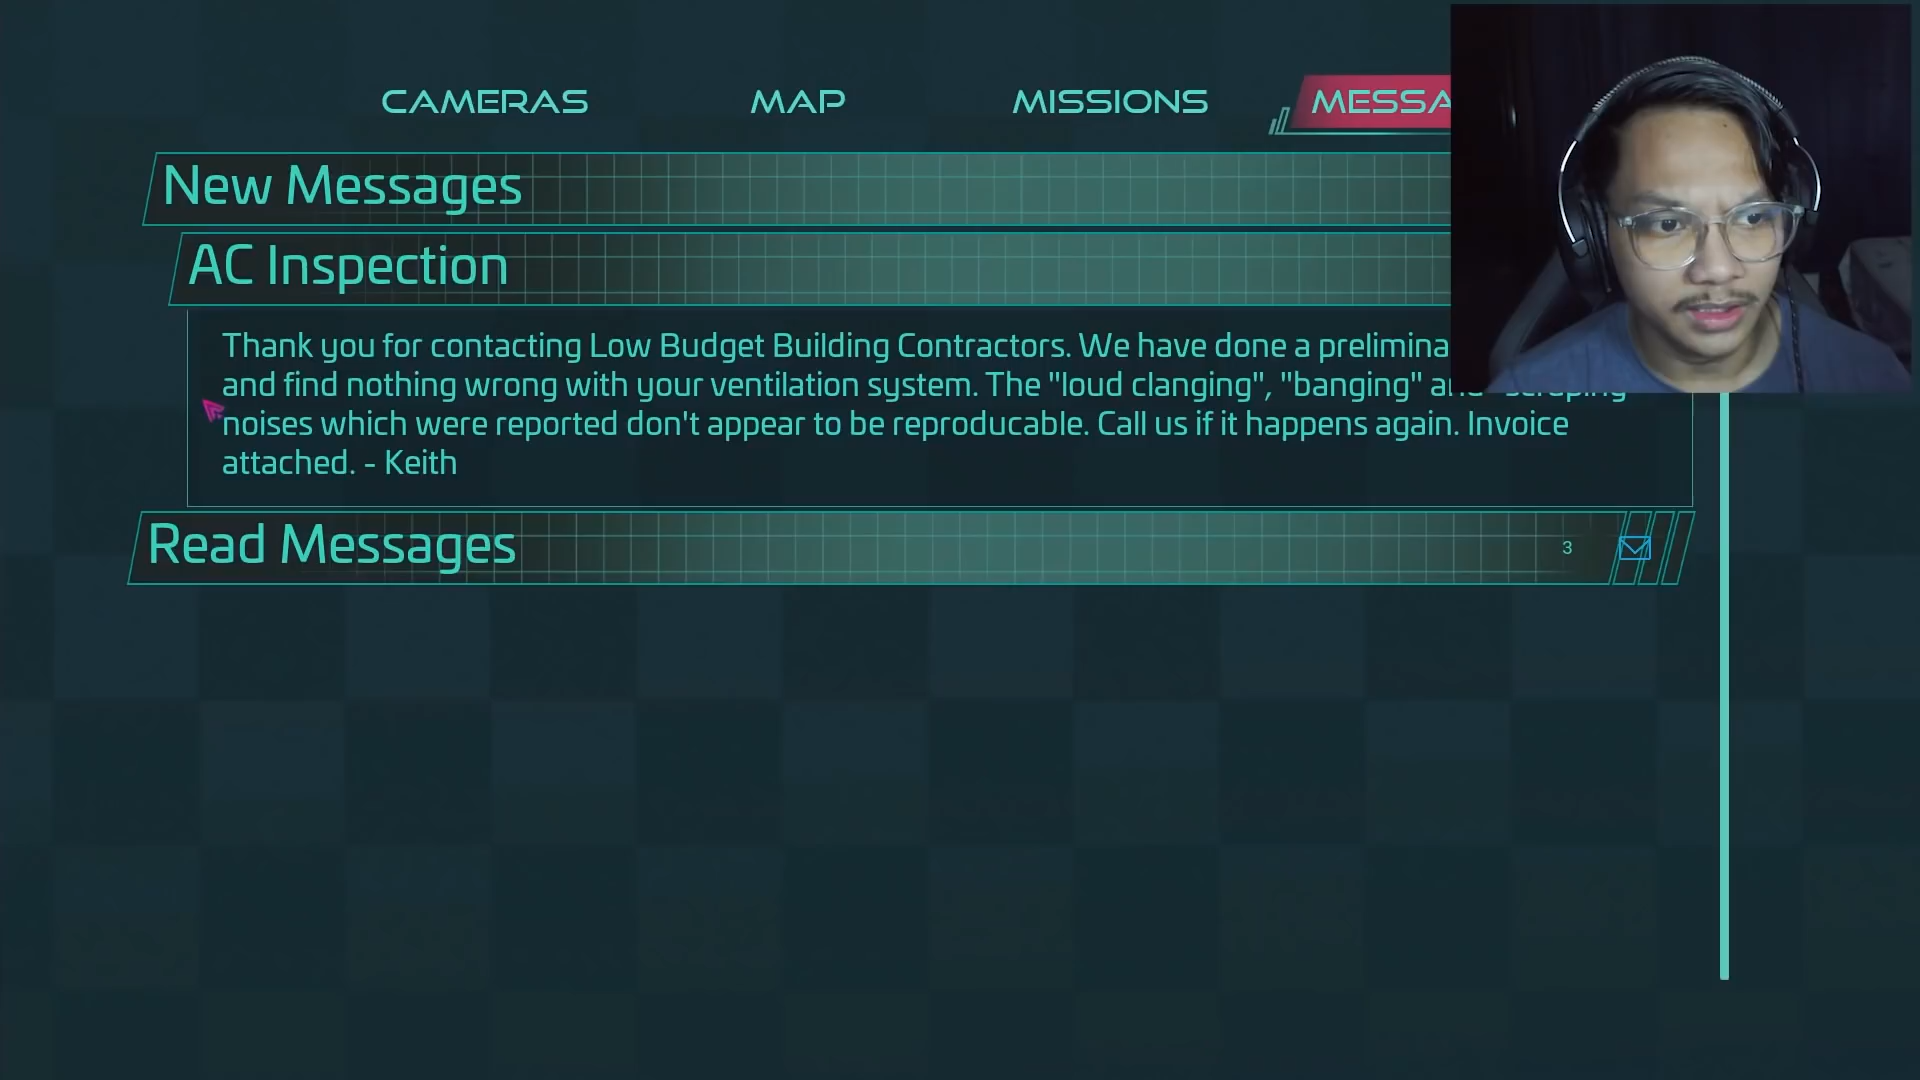 CAMERAS MAP MISSIONS MESSA
New Messages
AC Inspection
Thank you for contacting Low Budget Building Contractors. We have done a prelimina
and find nothing wrong with your ventilation system. The "loud clanging", "banging"
noises which were reported don't appear to be reproducable. Call us if it happens again. Invoice
attached. - Keith
Read Messages 3